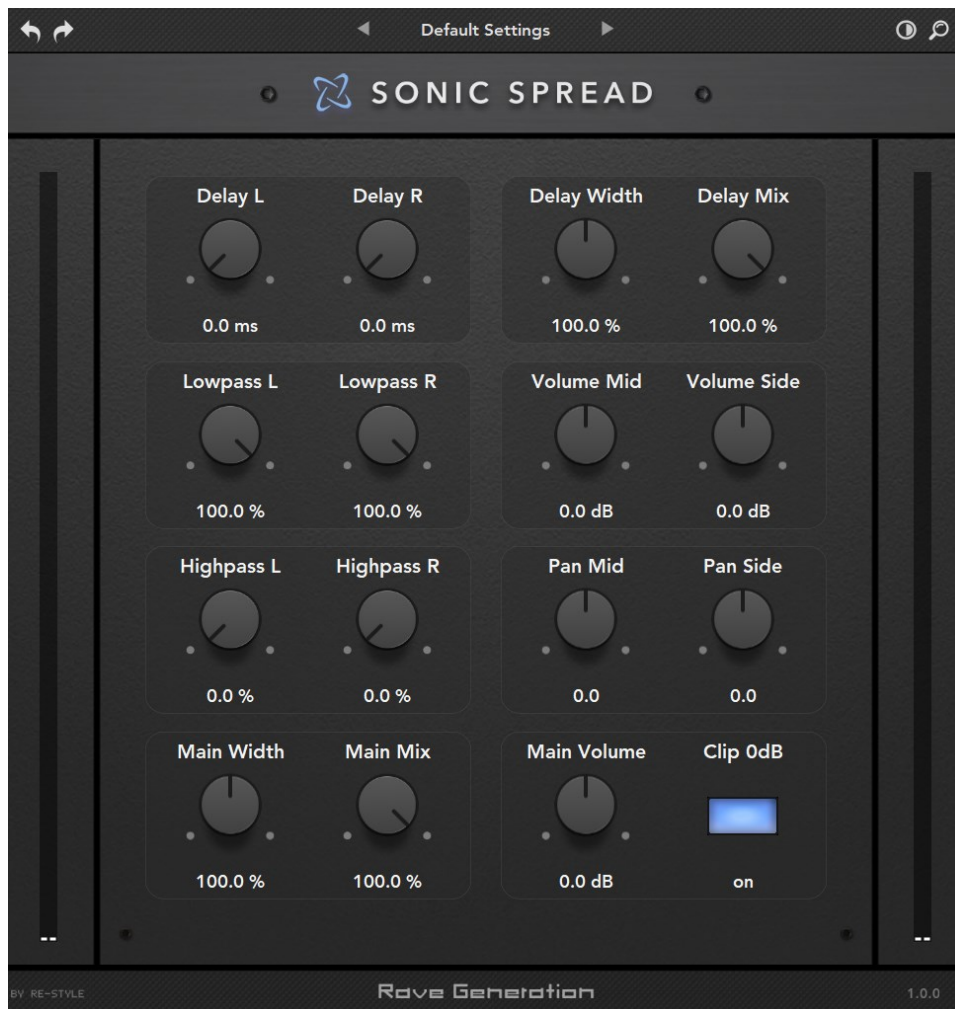 Default Settings
SONIC SPREAD
Delay L Delay R Delay Width Delay Mix
0.0 ms 0.0 ms 100.0 % 100.0 %
Lowpass L Lowpass R Volume Mid Volume Side
100.0 % 100.0 % 0.0 dB 0.0 dB
Highpass L Highpass R Pan Mid Pan Side
0.0 % 0.0 % 0.0 0.0
Main Width Main Mix Main Volume Clip 0dB
100.0 % 100.0 % 0.0 dB on
-- --
BY RE-STYLE Rave Generation 1.0.0